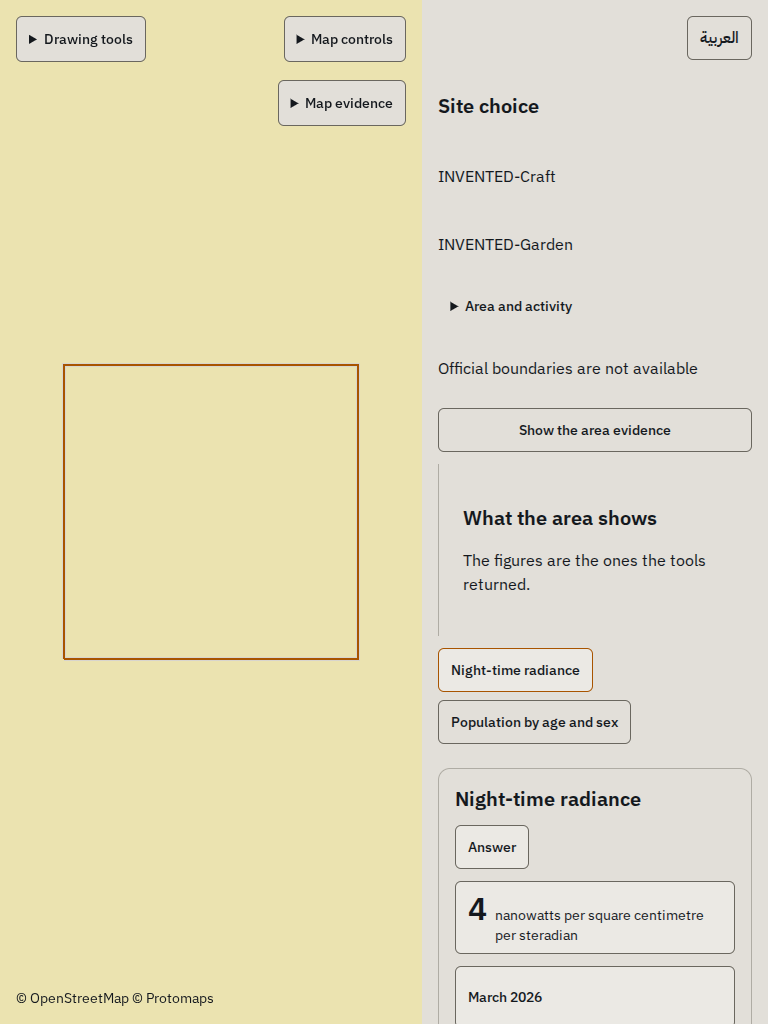 Drawing tools
Map controls
Map evidence
© OpenStreetMap © Protomaps
العربية
Site choice
INVENTED-Craft
INVENTED-Garden
Area and activity
Official boundaries are not available
Show the area evidence
What the area shows
The figures are the ones the tools
returned.
Night-time radiance
Population by age and sex
Night-time radiance
Answer
4 nanowatts per square centimetre
per steradian
March 2026